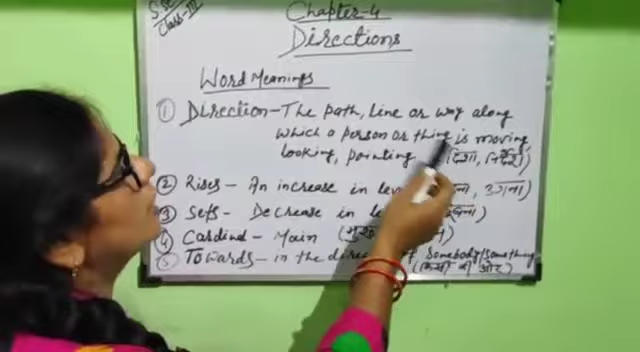 SSt
Class-III
Chapter-4
Directions
Word Meanings
① Direction - The path, line or way along
which a person or thing is moving,
looking, pointing (दिशा, निर्देश)
② Rises - An increase in उगना)
③ Sets - Decrease in
④ Cardinal - Main
⑤ Towards - in the somebody/something
(किसी की ओर)